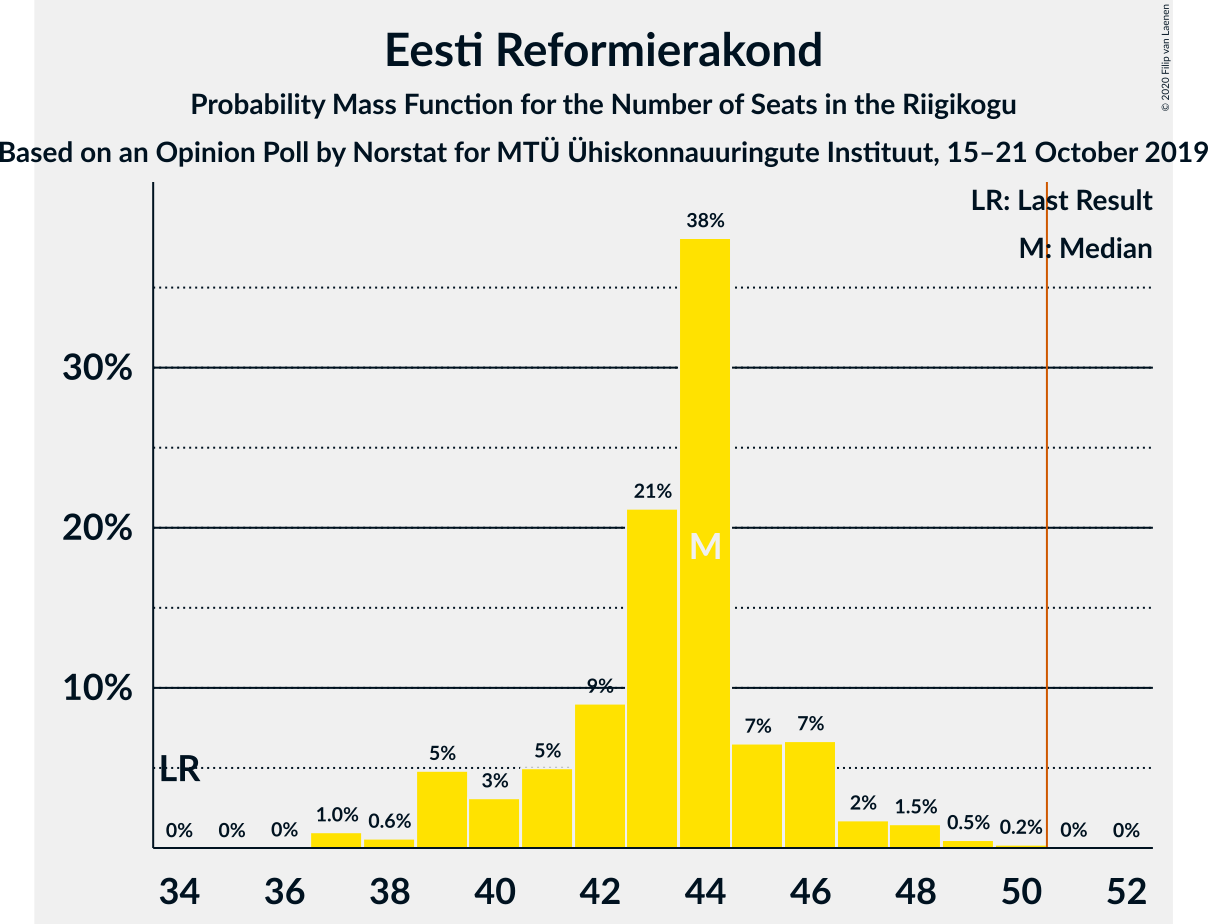 Eesti Reformierakond
Probability Mass Function for the Number of Seats in the Riigikogu
Based on an Opinion Poll by Norstat for MTÜ Ühiskonnauuringute Instituut, 15–21 October 2019
© 2020 Filip van Laenen
LR: Last Result
M: Median
38%
30%
21%
20%
M
10%
9%
7% 7%
5% 5%
LR
3%
1.0% 0.6% 2% 1.5% 0.5% 0.2%
0% 0% 0% 0% 0%
34 36 38 40 42 44 46 48 50 52